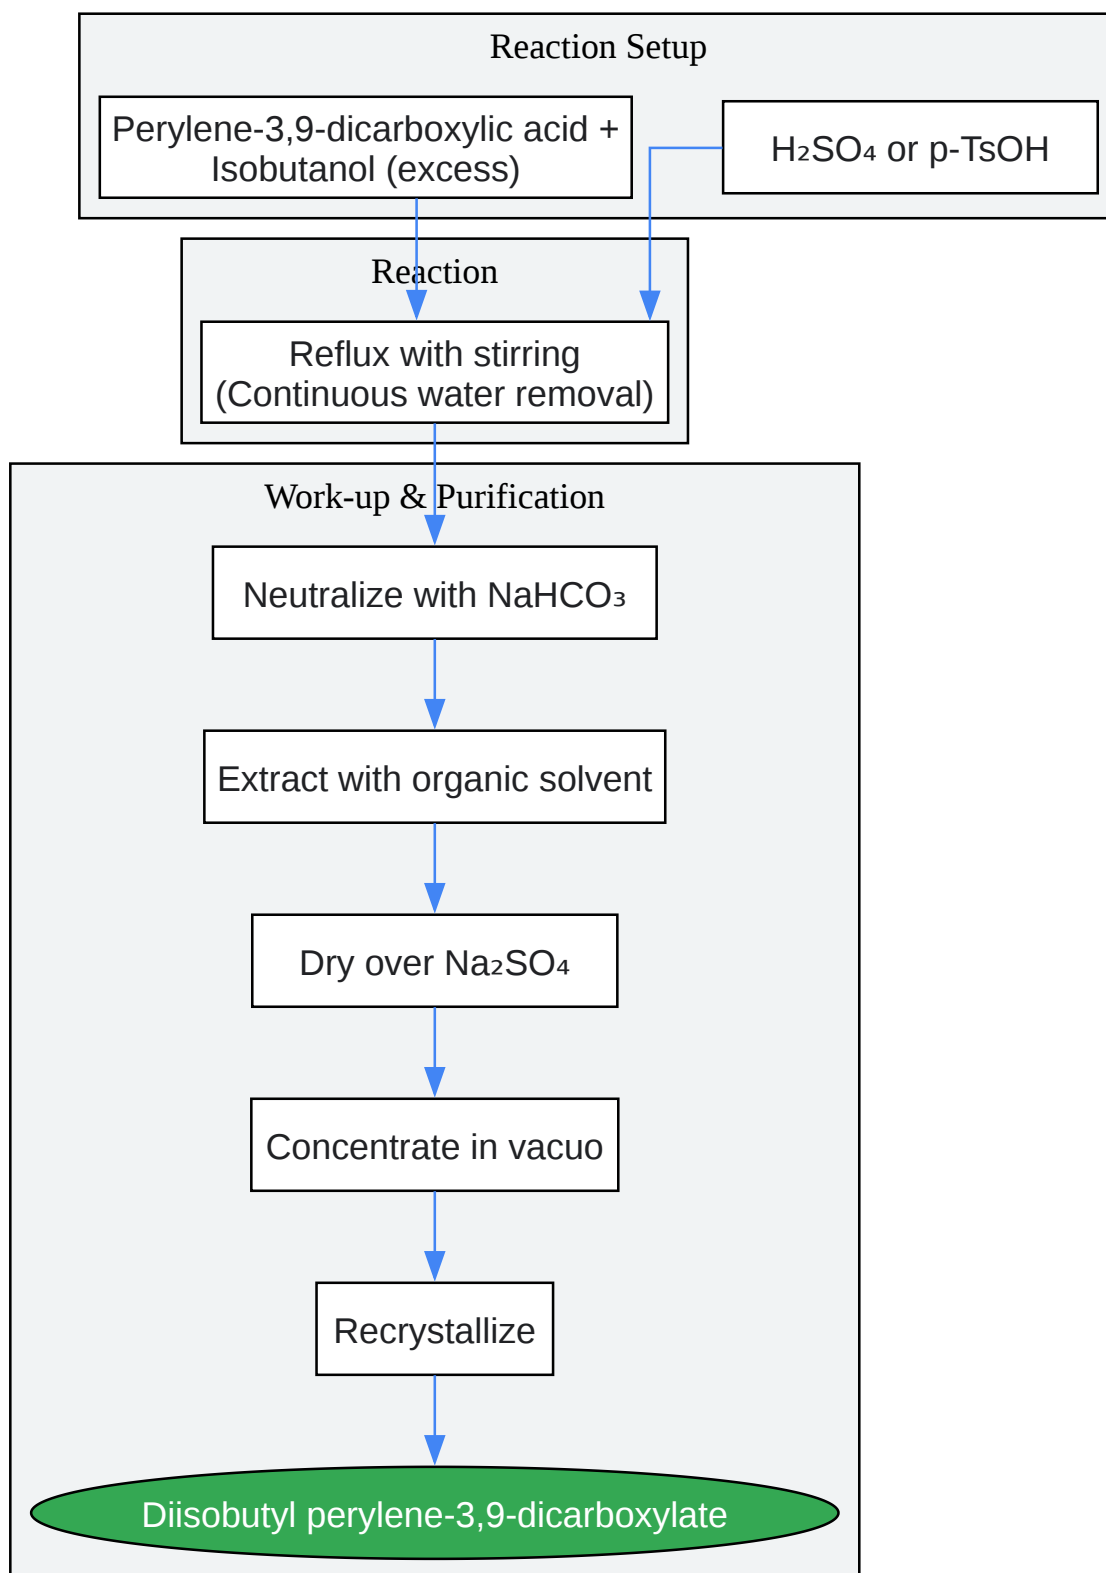 Reaction Setup
Perylene-3,9-dicarboxylic acid +
Isobutanol (excess)
H₂SO₄ or p-TsOH
Reaction
Reflux with stirring
(Continuous water removal)
Work-up & Purification
Neutralize with NaHCO₃
Extract with organic solvent
Dry over Na₂SO₄
Concentrate in vacuo
Recrystallize
Diisobutyl perylene-3,9-dicarboxylate